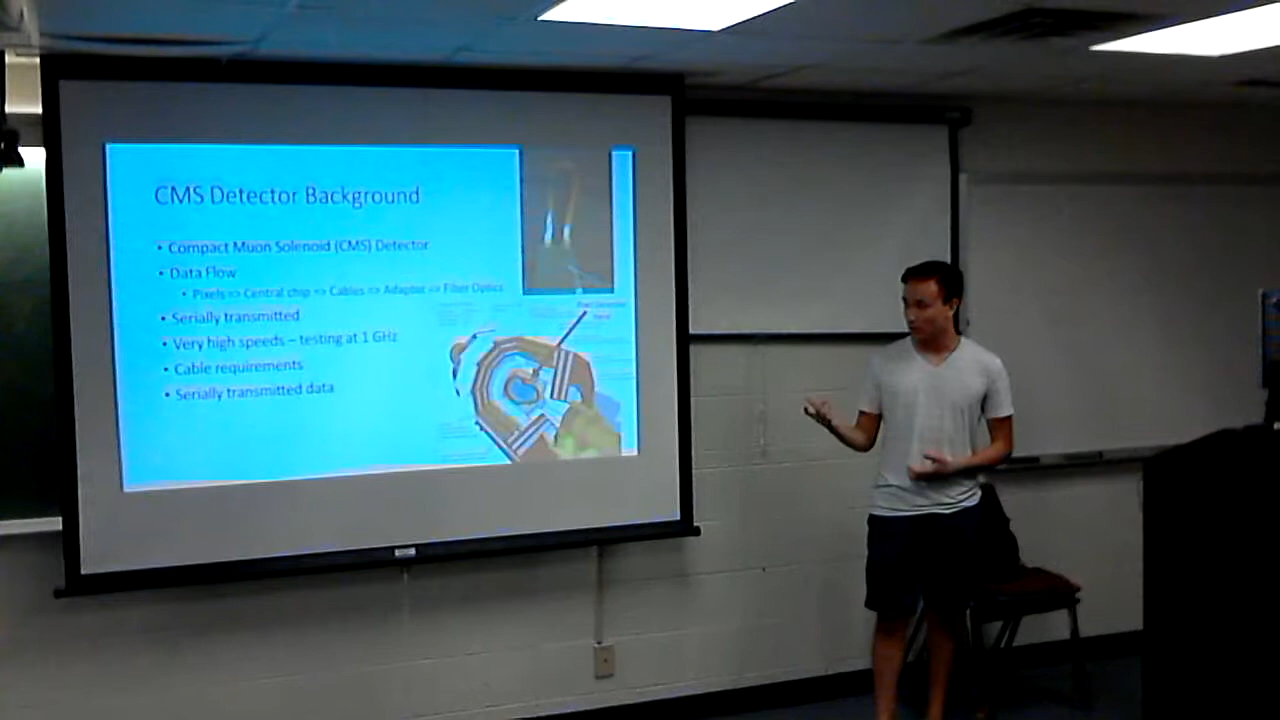 CMS Detector Background
• Compact Muon Solenoid (CMS) Detector
• Data Flow
• Pixels => Central chip => Cables => Adaptor => Fiber Optics
• Serially transmitted
• Very high speeds – testing at 1 GHz
• Cable requirements
• Serially transmitted data